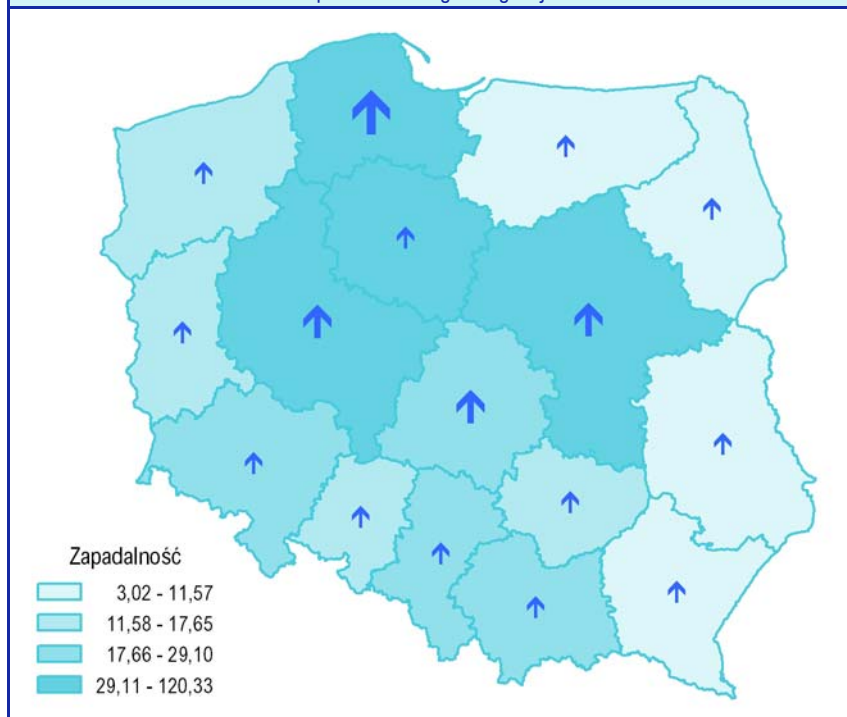 Zapadalność
3,02 - 11,57
11,58 - 17,65
17,66 - 29,10
29,11 - 120,33